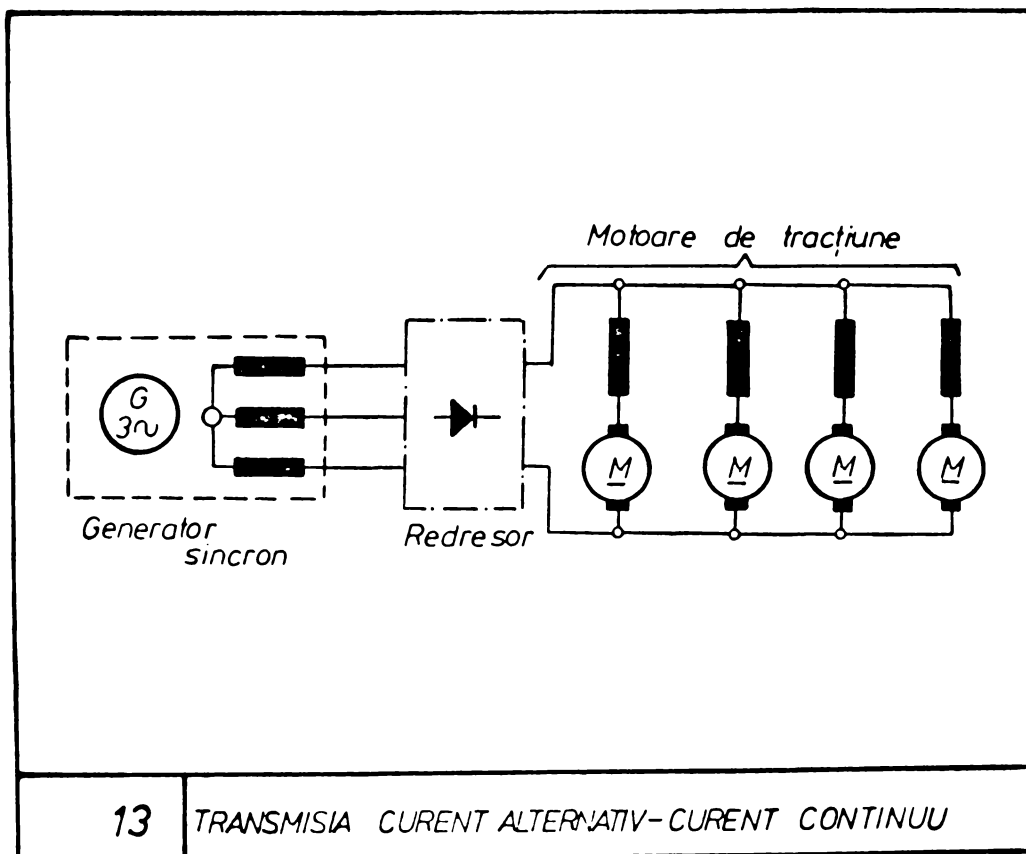 Motoare de tracțiune
G
3~
M
M
M
M
Generator
sincron
Redresor
13
TRANSMISIA CURENT ALTERNATIV-CURENT CONTINUU